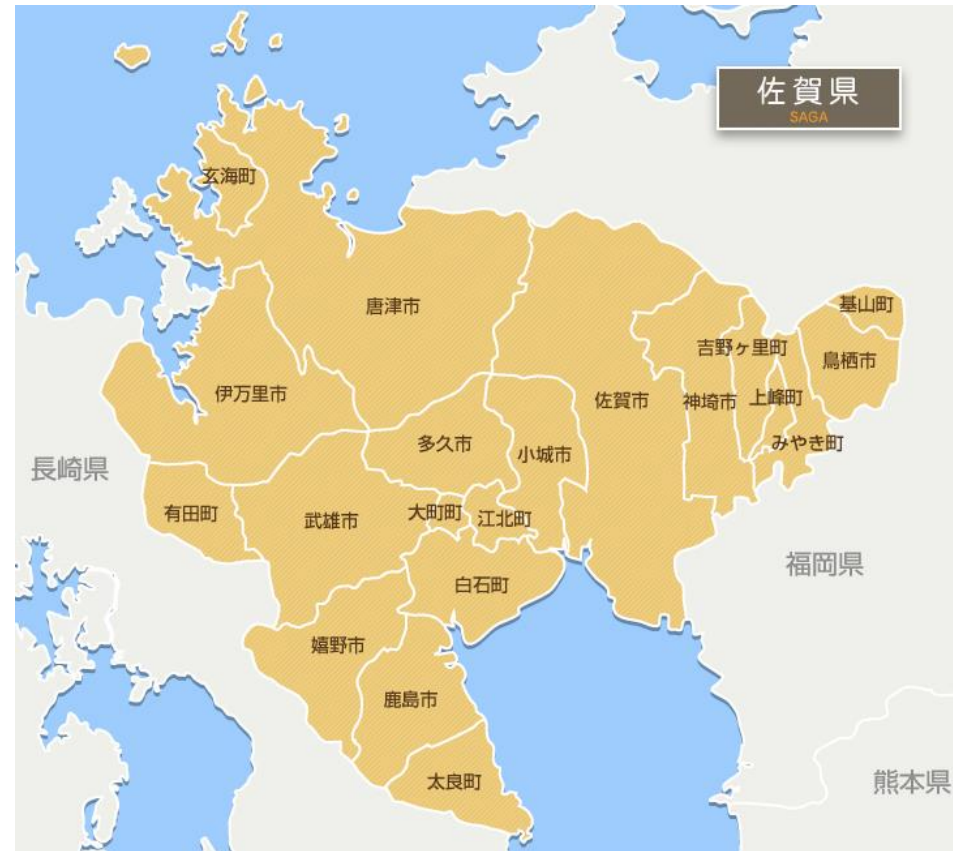 佐賀県
SAGA
玄海町
唐津市
基山町
吉野ヶ里町
鳥栖市
伊万里市
佐賀市
神埼市
上峰町
多久市
小城市
みやき町
長崎県
有田町
武雄市
大町町
江北町
福岡県
白石町
嬉野市
鹿島市
太良町
熊本県